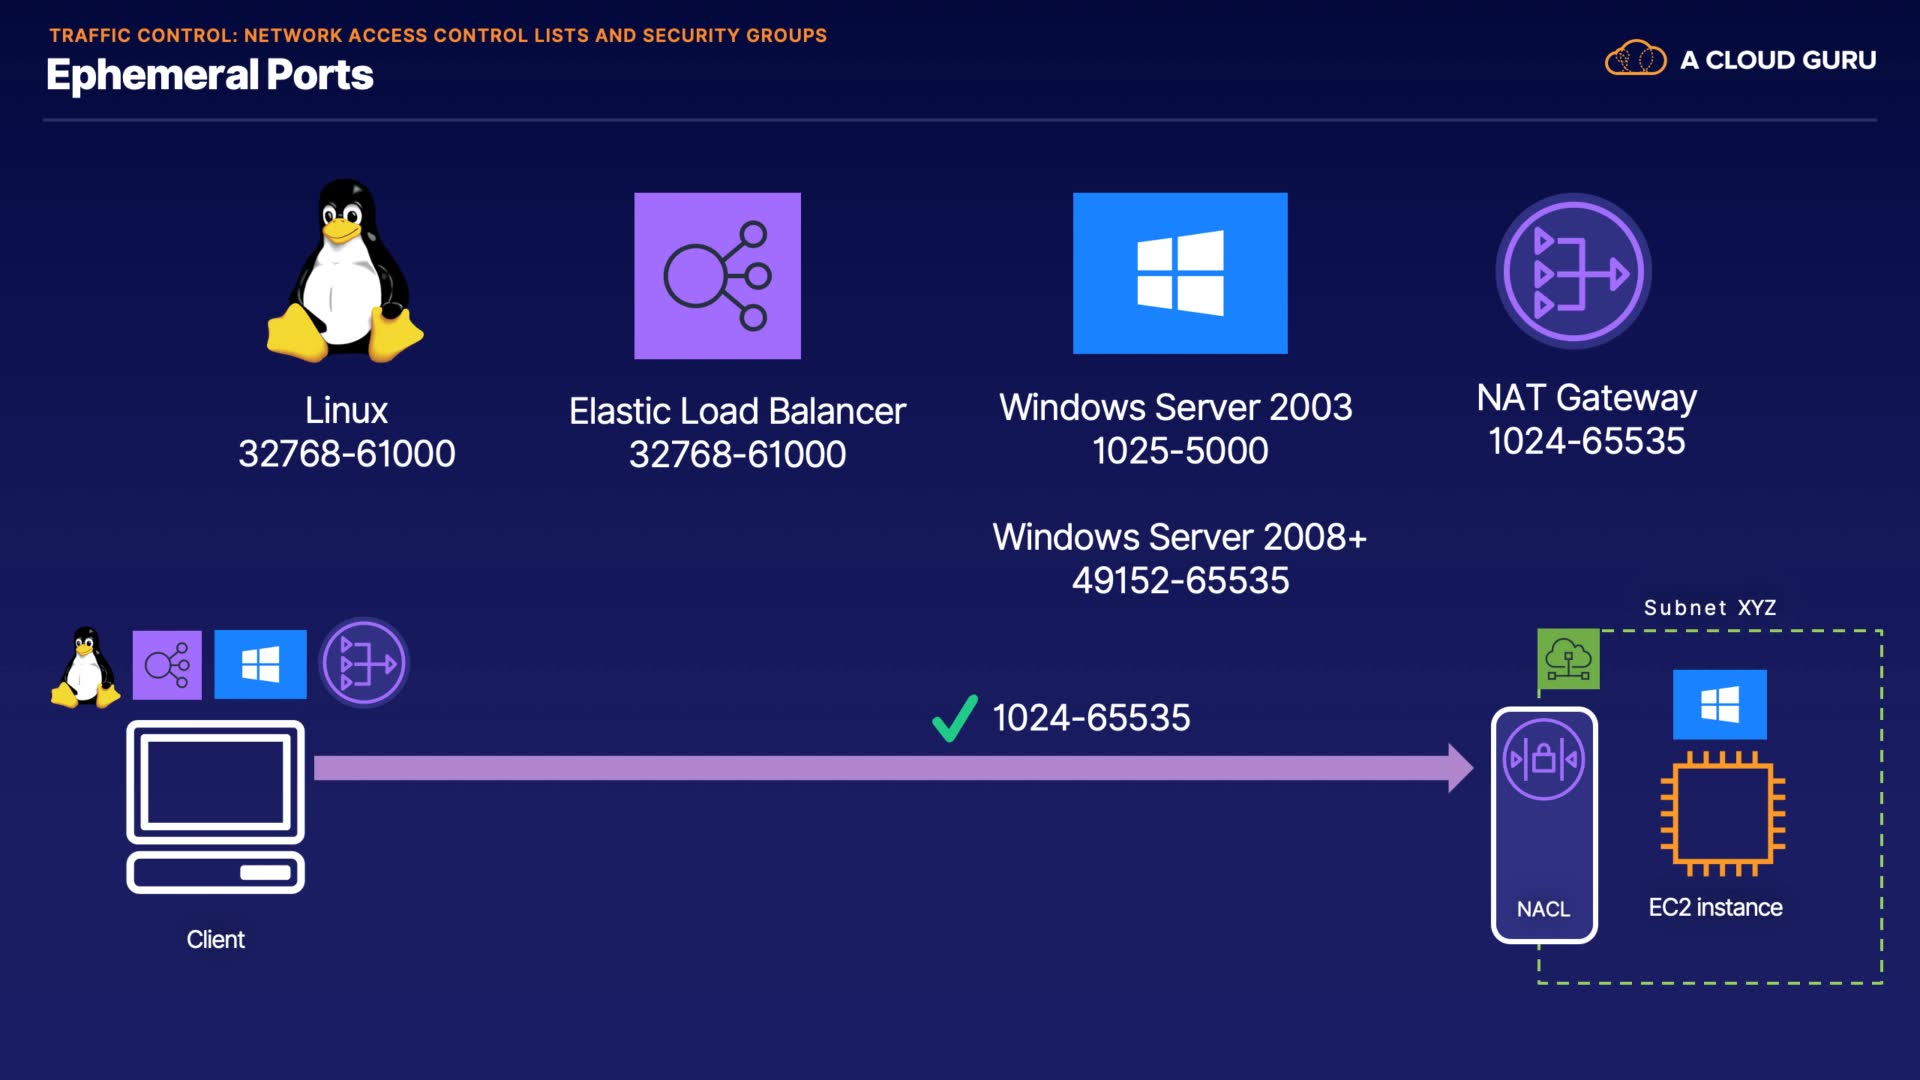 TRAFFIC CONTROL: NETWORK ACCESS CONTROL LISTS AND SECURITY GROUPS
Ephemeral Ports
A CLOUD GURU
Linux
32768-61000
Elastic Load Balancer
32768-61000
Windows Server 2003
1025-5000
Windows Server 2008+
49152-65535
NAT Gateway
1024-65535
Subnet XYZ
1024-65535
NACL
EC2 instance
Client